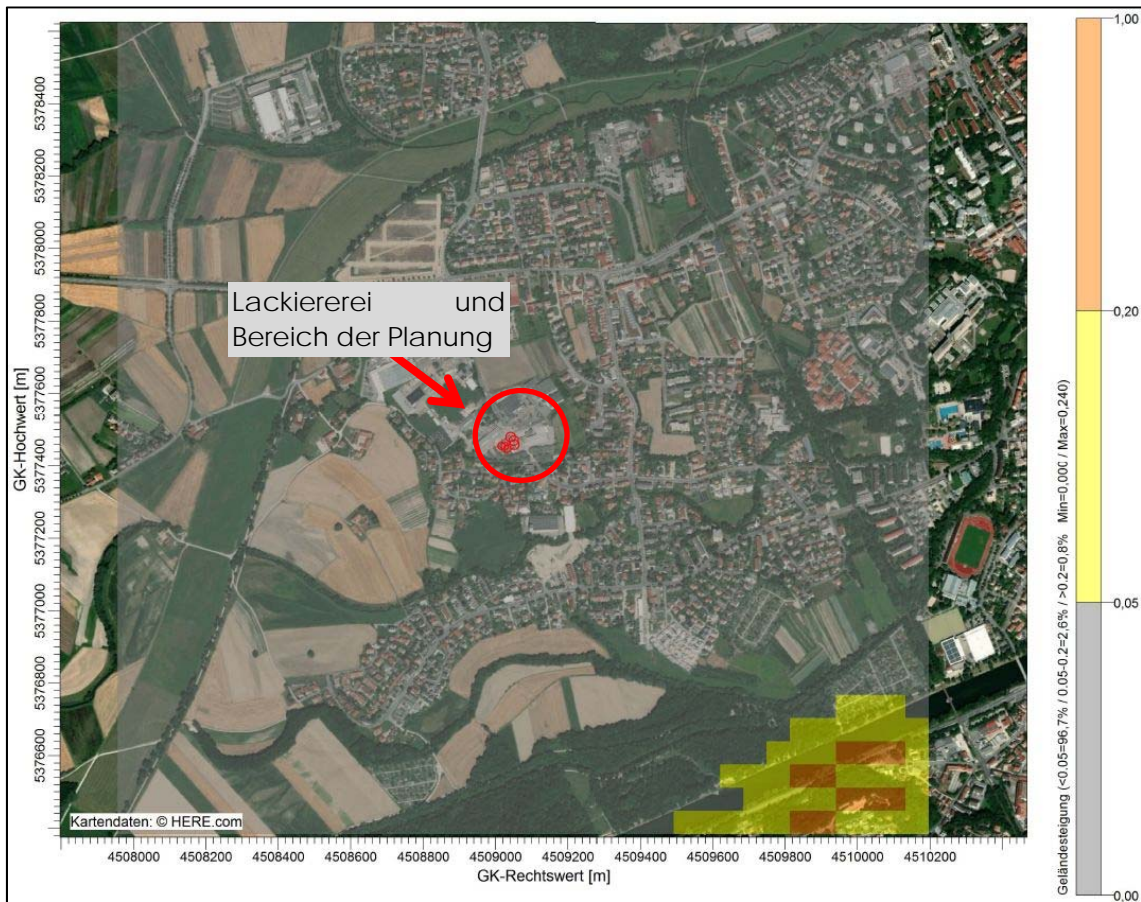 Lackiererei und
Bereich der Planung
Kartendaten: © HERE.com
GK-Hochwert [m]
5378400
5378200
5378000
5377800
5377600
5377400
5377200
5377000
5376800
5376600
4508000 4508200 4508400 4508600 4508800 4509000 4509200 4509400 4509600 4509800 4510000 4510200
GK-Rechtswert [m]
Geländesteigung (<0.05=96,7% / 0.05-0.2=2,6% / >0.2=0,8% Min=0,000 / Max=0,240)
1,00
0,20
0,05
0,00